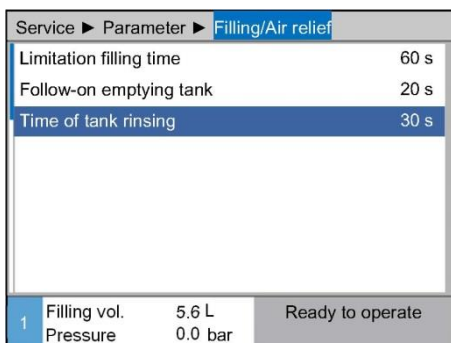 Service ► Parameter ► Filling/Air relief
Limitation filling time 60 s
Follow-on emptying tank 20 s
Time of tank rinsing 30 s
1 Filling vol. 5.6 L Ready to operate
Pressure 0.0 bar